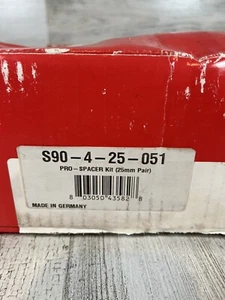 S90-4-25-051
PRO-SPACER Kit (25mm Pair)
8 03050 43582 8
MADE IN GERMANY